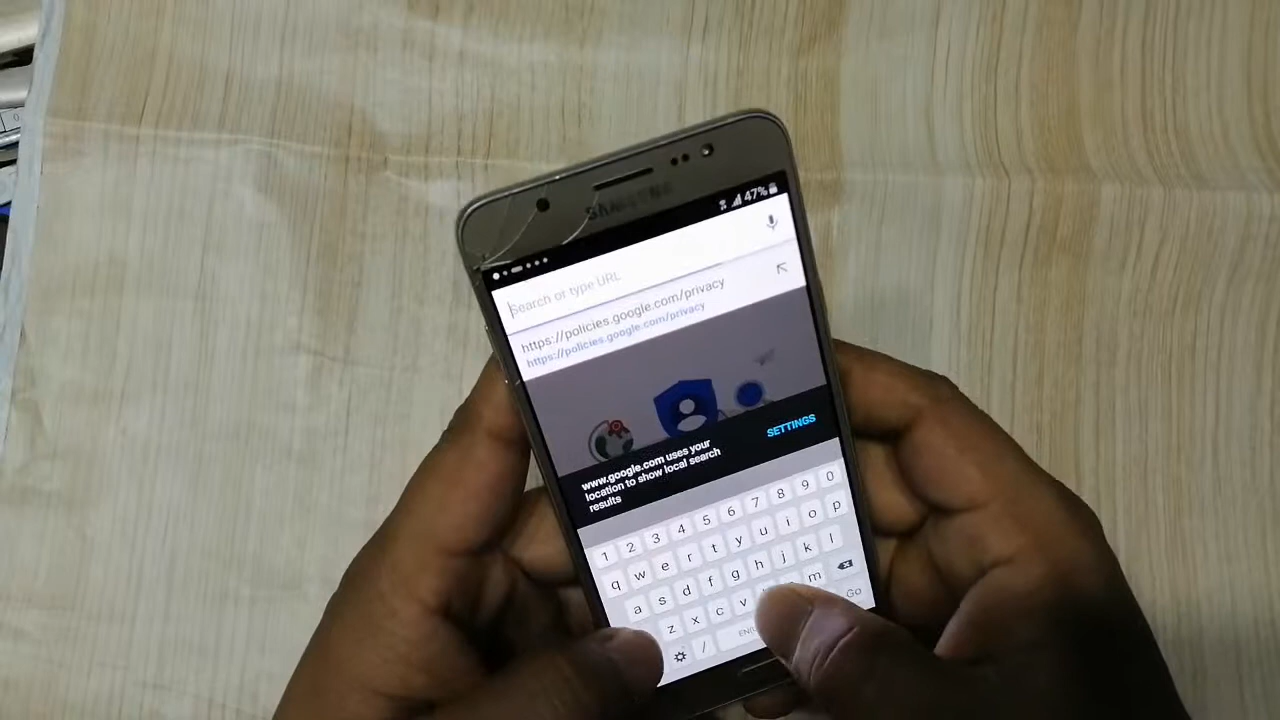 SAMSUNG
47%
Search or type URL
https://policies.google.com/privacy
https://policies.google.com/privacy
www.google.com uses your
location to show local search
results
SETTINGS
1 2 3 4 5 6 7 8 9 0
q w e r t y u i o p
a s d f g h j k l
z x c v m
/ Go